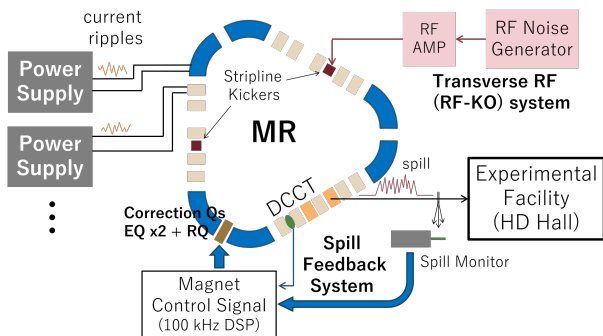 current
ripples
Power
Supply
Power
Supply
Stripline
Kickers
MR
RF
AMP
RF Noise
Generator
Transverse RF
(RF-KO) system
spill
Experimental
Facility
(HD Hall)
DCCT
Correction Qs
EQ x2 + RQ
Spill
Feedback
System
Spill Monitor
Magnet
Control Signal
(100 kHz DSP)